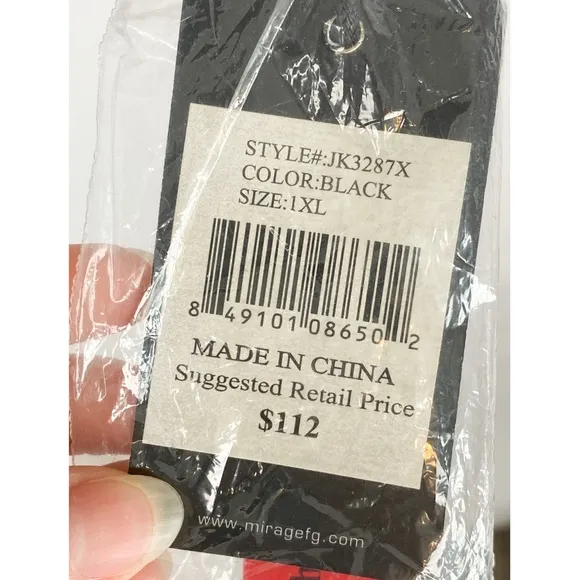 STYLE#:JK3287X
COLOR:BLACK
SIZE:1XL
8 49101 08650 2
MADE IN CHINA
Suggested Retail Price
$112
www.miragefg.com